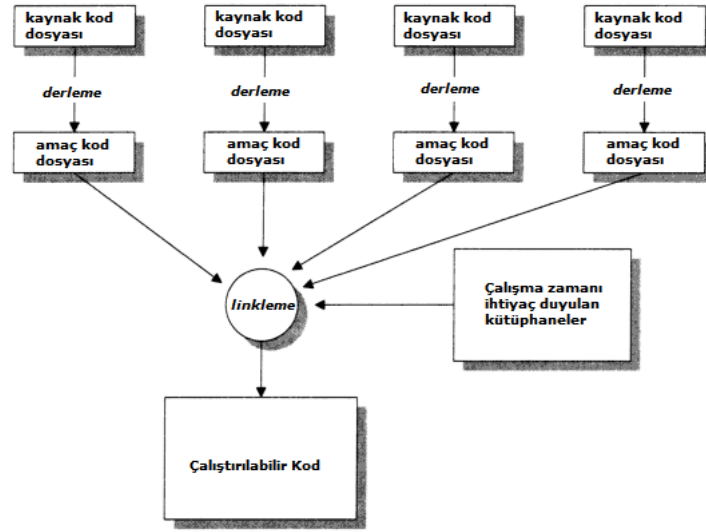 kaynak kod
dosyası
kaynak kod
dosyası
kaynak kod
dosyası
kaynak kod
dosyası
derleme
derleme
derleme
derleme
amaç kod
dosyası
amaç kod
dosyası
amaç kod
dosyası
amaç kod
dosyası
linkleme
Çalışma zamanı
ihtiyaç duyulan
kütüphaneler
Çalıştırılabilir Kod